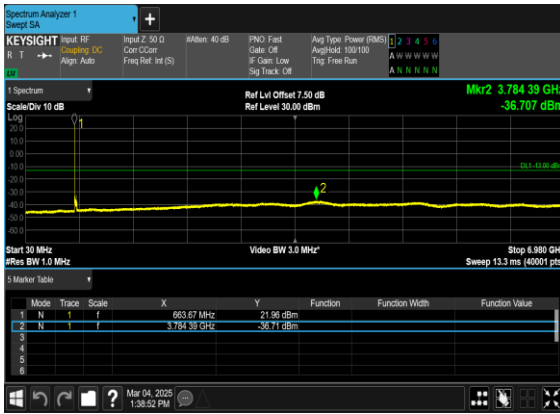 Spectrum Analyzer 1
Swept SA
+
KEYSIGHT Input: RF Input Z: 50 Ω #Atten: 40 dB PNO: Fast Avg Type: Power (RMS) 1 2 3 4 5 6
R T Coupling: DC Corr CCorr Gate: Off Avg|Hold: 100/100 A W W W W W
Align: Auto Freq Ref: Int (S) IF Gain: Low Trig: Free Run
LXI Sig Track: Off A N N N N N
1 Spectrum Ref Lvl Offset 7.50 dB Mkr2 3.784 39 GHz
Scale/Div 10 dB Ref Level 30.00 dBm -36.707 dBm
Log
20.0
10.0
0.00
-10.0
DL1 -13.00 dBm
-20.0
-30.0
-40.0
-50.0
-60.0
1
2
Start 30 MHz Video BW 3.0 MHz* Stop 6.980 GHz
#Res BW 1.0 MHz Sweep 13.3 ms (40001 pts)
5 Marker Table
Mode Trace Scale X Y Function Function Width Function Value
1 N 1 f 663.67 MHz 21.96 dBm
2 N 1 f 3.784 39 GHz -36.71 dBm
3
4
5
6
? Mar 04, 2025
1:38:52 PM